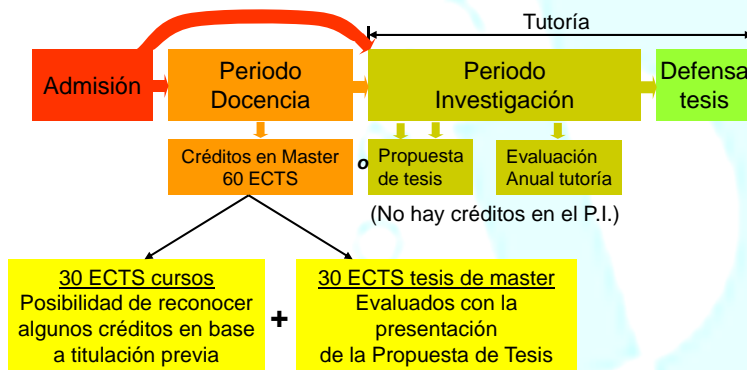 Tutoría
Admisión
Periodo
Docencia
Periodo
Investigación
Defensa
tesis
Créditos en Master
60 ECTS
o
Propuesta
de tesis
Evaluación
Anual tutoría
(No hay créditos en el P.I.)
30 ECTS cursos
Posibilidad de reconocer
algunos créditos en base
a titulación previa
+
30 ECTS tesis de master
Evaluados con la
presentación
de la Propuesta de Tesis